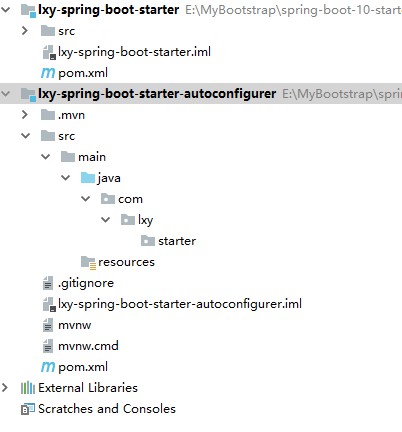 lxy-spring-boot-starter E:\MyBootstrap\spring-boot-10-start
src
lxy-spring-boot-starter.iml
pom.xml
lxy-spring-boot-starter-autoconfigurer E:\MyBootstrap\spri
.mvn
src
main
java
com
lxy
starter
resources
.gitignore
lxy-spring-boot-starter-autoconfigurer.iml
mvnw
mvnw.cmd
pom.xml
External Libraries
Scratches and Consoles